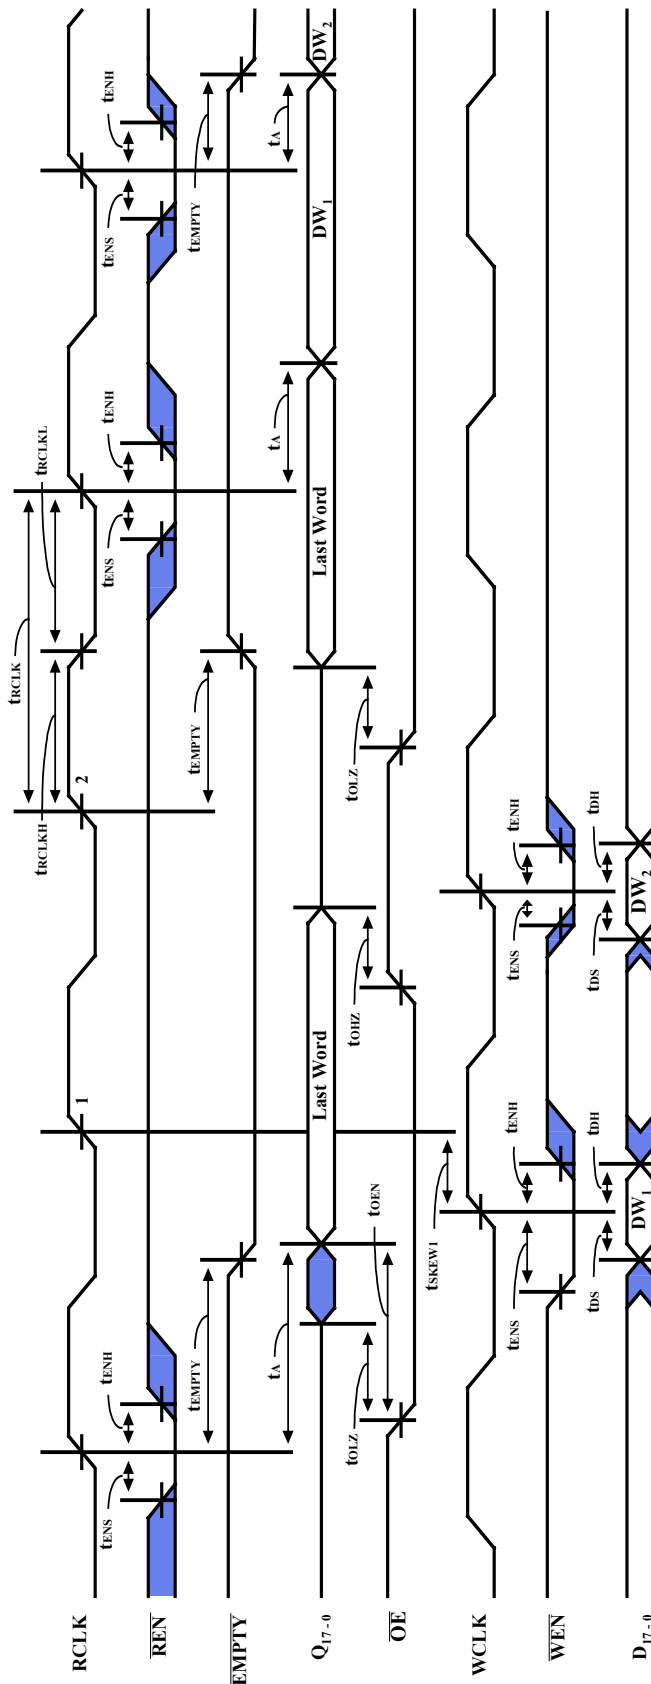 tRCLK
tRCLKH
tRCLKL
RCLK
1
2
tENS
tENH
tENS
tENH
tENS
tENH
REN
tEMPTY
tEMPTY
tEMPTY
EMPTY
tA
tA
tA
Q17 - 0
Last Word
Last Word
DW1
DW2
tOLZ
tOEN
tOHZ
tOLZ
OE
tSKEW1
WCLK
tENS
tENH
tENS
tENH
WEN
tDS
tDH
tDS
tDH
D17 - 0
DW1
DW2